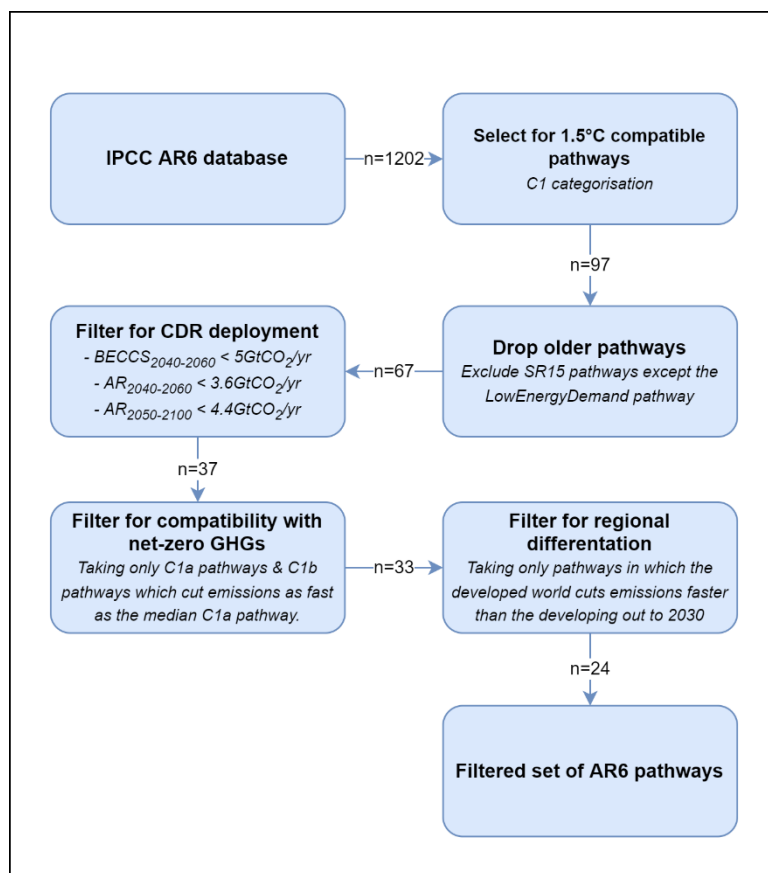 IPCC AR6 database
n=1202
Select for 1.5°C compatible
pathways
C1 categorisation
n=97
Drop older pathways
Exclude SR15 pathways except the
LowEnergyDemand pathway
n=67
Filter for CDR deployment
- BECCS₂₀₄₀₋₂₀₆₀ < 5GtCO₂/yr
- AR₂₀₄₀₋₂₀₆₀ < 3.6GtCO₂/yr
- AR₂₀₅₀₋₂₁₀₀ < 4.4GtCO₂/yr
n=37
Filter for compatibility with
net-zero GHGs
Taking only C1a pathways & C1b
pathways which cut emissions as fast
as the median C1a pathway.
n=33
Filter for regional
differentation
Taking only pathways in which the
developed world cuts emissions faster
than the developing out to 2030
n=24
Filtered set of AR6 pathways